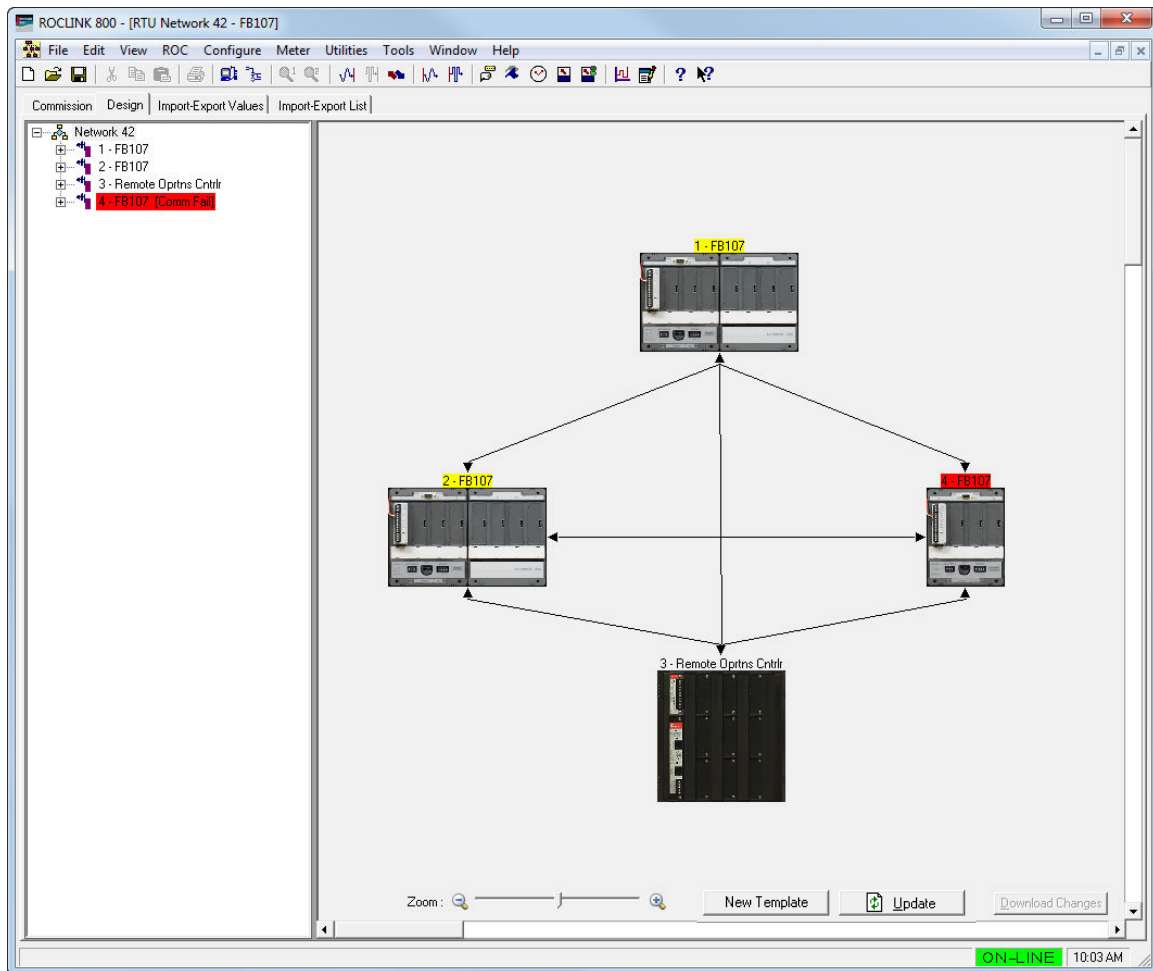 ROCLINK 800 - [RTU Network 42 - FB107]
File Edit View ROC Configure Meter Utilities Tools Window Help
Commission Design Import-Export Values Import-Export List
Network 42
1 - FB107
2 - FB107
3 - Remote Oprtns Cntrlr
4 - FB107 [Comm Fail]
1 - FB107
2 - FB107
4 - FB107
3 - Remote Oprtns Cntrlr
Zoom : New Template Update Download Changes
ON-LINE 10:03 AM